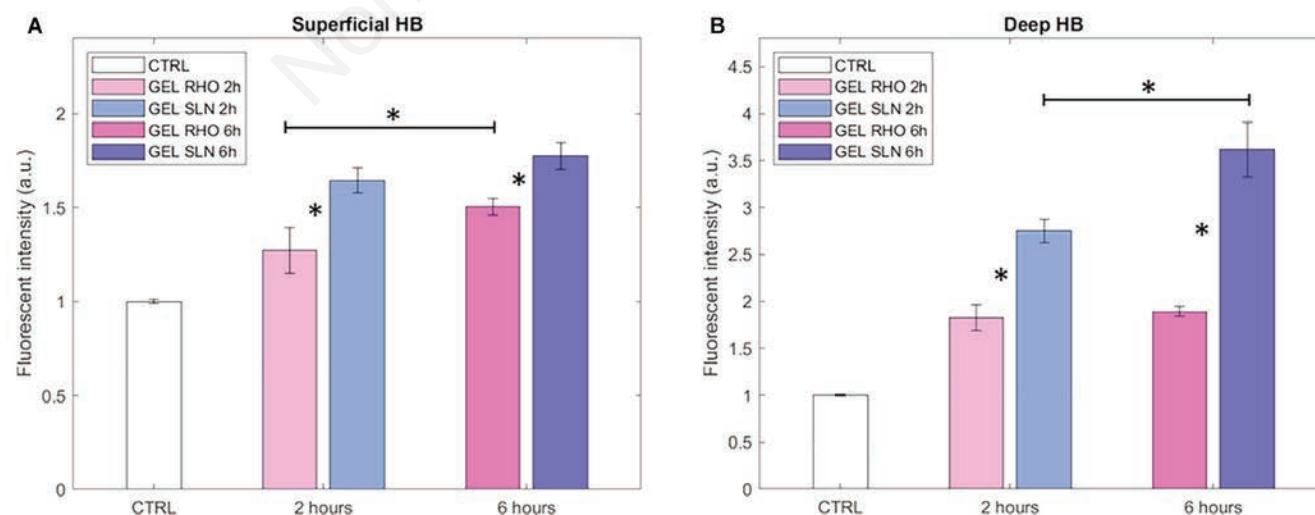 A
Superficial HB
CTRL
GEL RHO 2h
GEL SLN 2h
GEL RHO 6h
GEL SLN 6h
Fluorescent intensity (a.u.)
2
1.5
1
0.5
0
*
*
*
CTRL
2 hours
6 hours
B
Deep HB
CTRL
GEL RHO 2h
GEL SLN 2h
GEL RHO 6h
GEL SLN 6h
Fluorescent intensity (a.u.)
4.5
4
3.5
3
2.5
2
1.5
1
0.5
0
*
*
*
CTRL
2 hours
6 hours